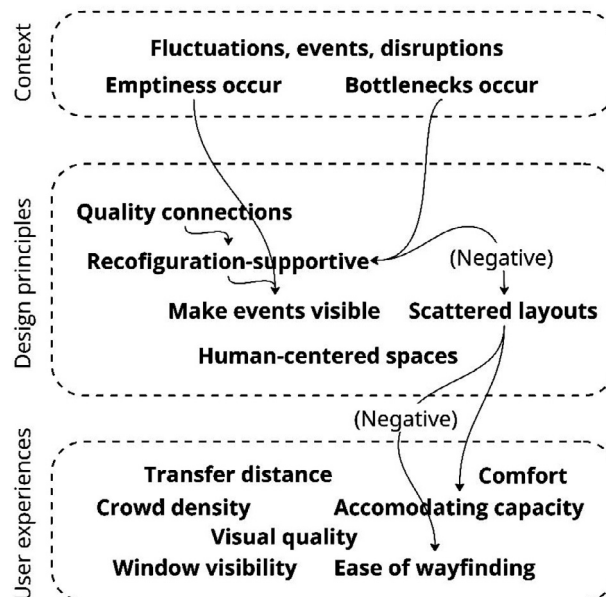 Context
Fluctuations, events, disruptions
Emptiness occur
Bottlenecks occur
Design principles
Quality connections
Recofiguration-supportive
(Negative)
Make events visible
Scattered layouts
Human-centered spaces
(Negative)
User experiences
Transfer distance
Comfort
Crowd density
Accomodating capacity
Visual quality
Window visibility
Ease of wayfinding